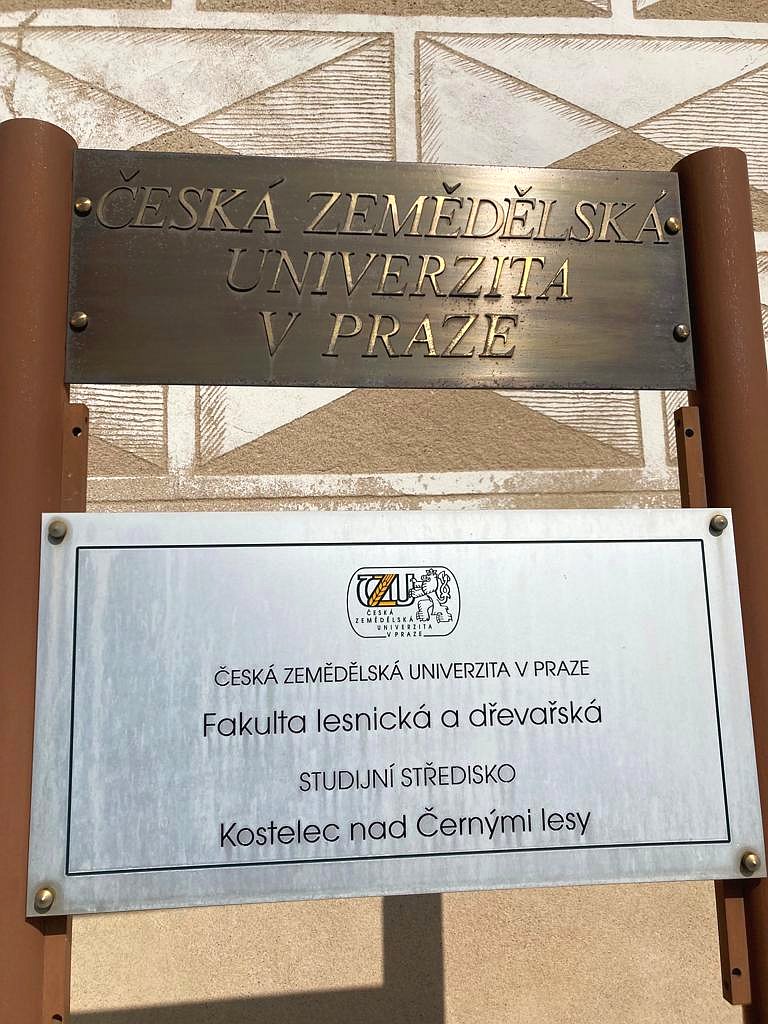 ČESKÁ ZEMĚDĚLSKÁ
UNIVERZITA
V PRAZE
ČZU
ČESKÁ
ZEMĚDĚLSKÁ
UNIVERZITA
V PRAZE
ČESKÁ ZEMĚDĚLSKÁ UNIVERZITA V PRAZE
Fakulta lesnická a dřevařská
STUDIJNÍ STŘEDISKO
Kostelec nad Černými lesy